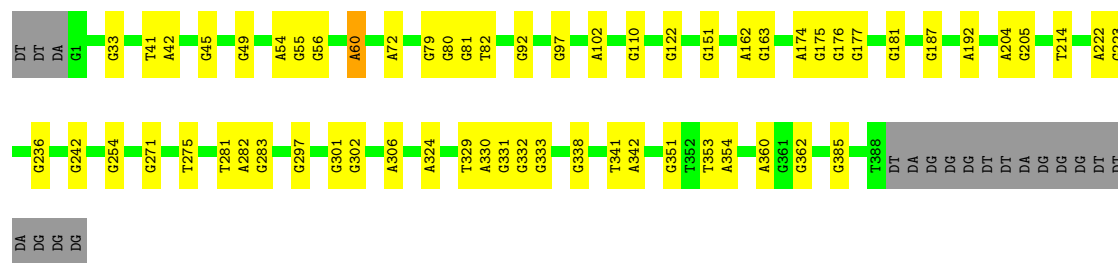 DT DT DA G1 G33 T41 A42 G45 G49 A54 G55 G56 A60 A72 G79 G80 G81 T82 G92 G97 A102 G110 G122 G151 A162 G163 A174 G175 G176 G177 G181 G187 A192 A204 G205 T214 A222
G236 G242 G254 G271 T275 T281 A282 G283 G297 G301 G302 A306 A324 T329 A330 G331 G332 G333 G338 T341 A342 G351 T352 T353 A354 A360 G361 G362 G385 T388 DT DA DG DG DG DT DT DA DG DG DG DT DT
DA DG DG DG